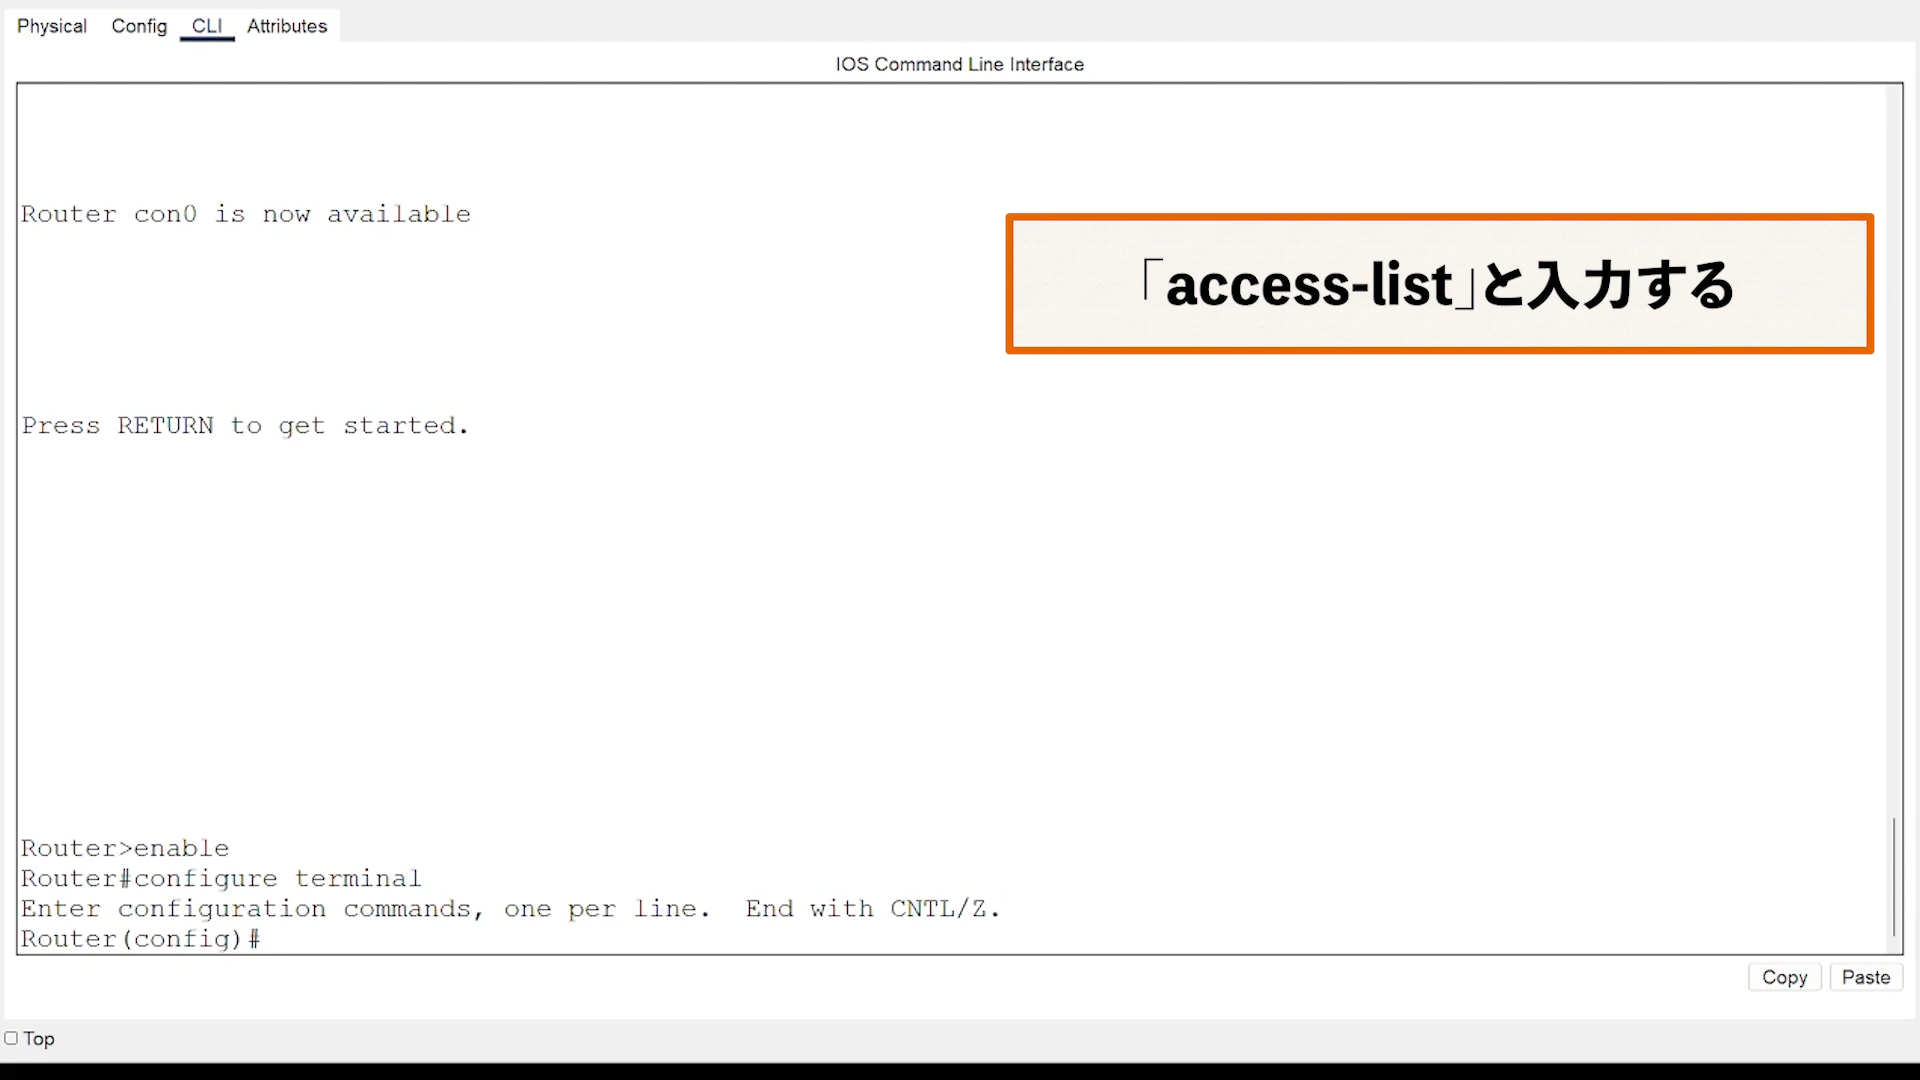 Physical Config CLI Attributes
IOS Command Line Interface
Router con0 is now available
「access-list」と入力する
Press RETURN to get started.
Router>enable
Router#configure terminal
Enter configuration commands, one per line.  End with CNTL/Z.
Router(config)#
Copy Paste
Top